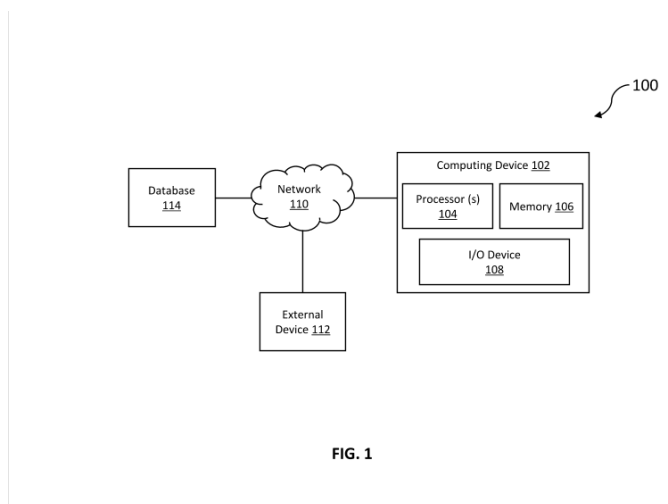 100
Computing Device 102
Database
114
Network
110
Processor (s)
104
Memory 106
I/O Device
108
External
Device 112
FIG. 1